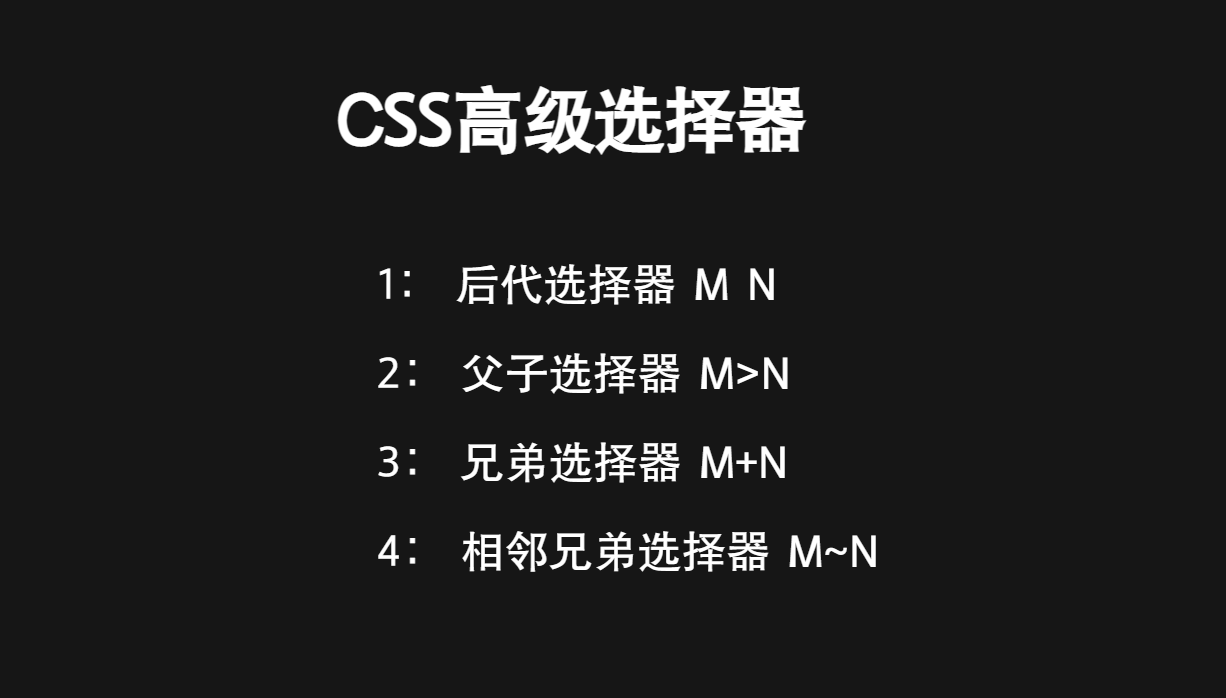 CSS高级选择器
1： 后代选择器 M N
2： 父子选择器 M>N
3： 兄弟选择器 M+N
4： 相邻兄弟选择器 M~N